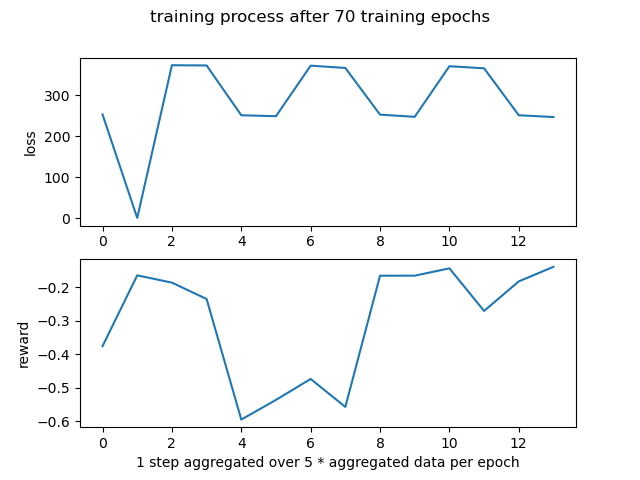 training process after 70 training epochs
300
200
100
0
loss
0 2 4 6 8 10 12
−0.2
−0.3
−0.4
−0.5
−0.6
reward
0 2 4 6 8 10 12
1 step aggregated over 5 * aggregated data per epoch